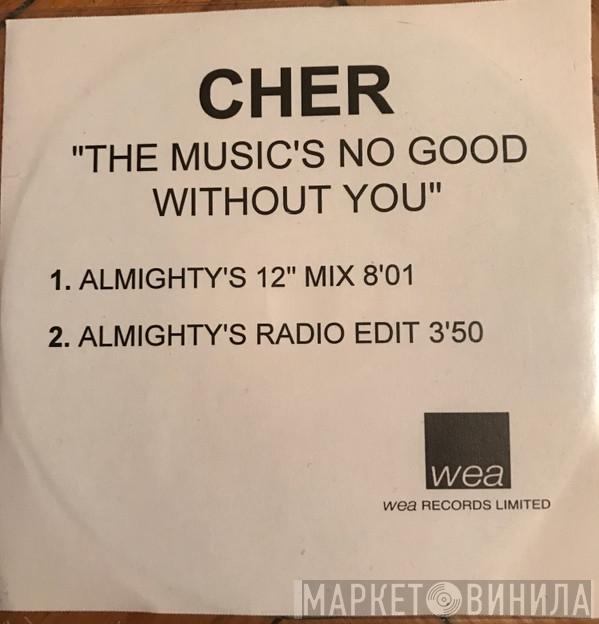 CHER
"THE MUSIC'S NO GOOD
WITHOUT YOU"
1. ALMIGHTY'S 12" MIX 8'01
2. ALMIGHTY'S RADIO EDIT 3'50
wea
wea RECORDS LIMITED
МАРКЕТ ВИНИЛА